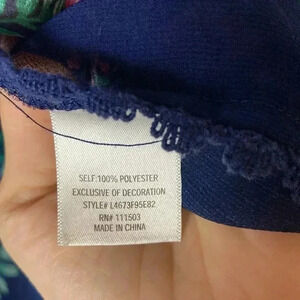 SELF:100% POLYESTER
EXCLUSIVE OF DECORATION
STYLE# L4673F95E82
RN# 111503
MADE IN CHINA